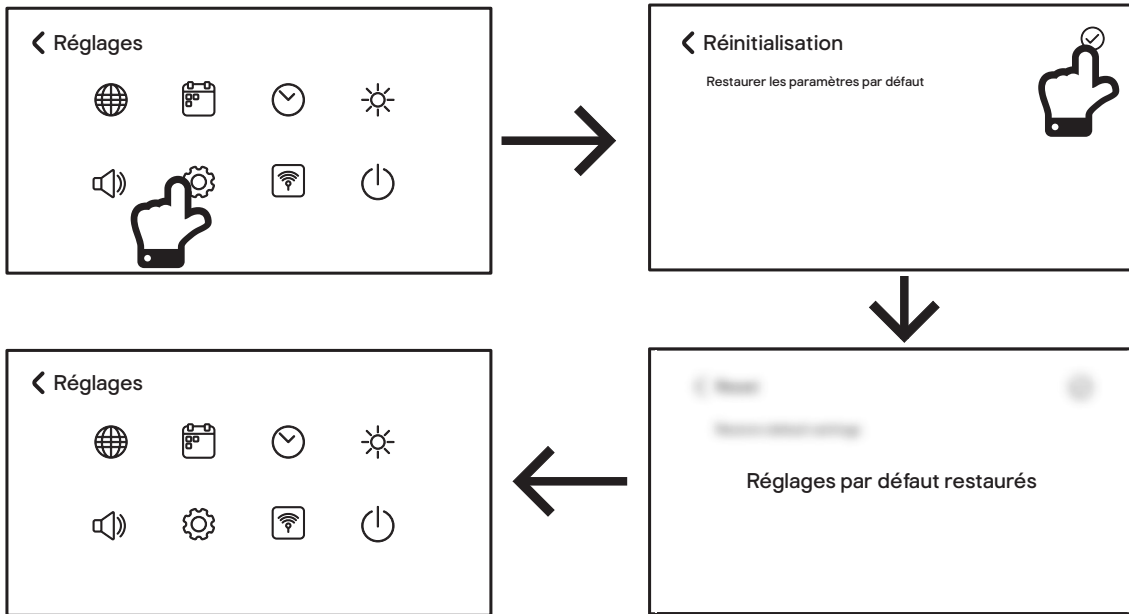 Réglages
Réinitialisation
Restaurer les paramètres par défaut
Réglages par défaut restaurés
Réglages